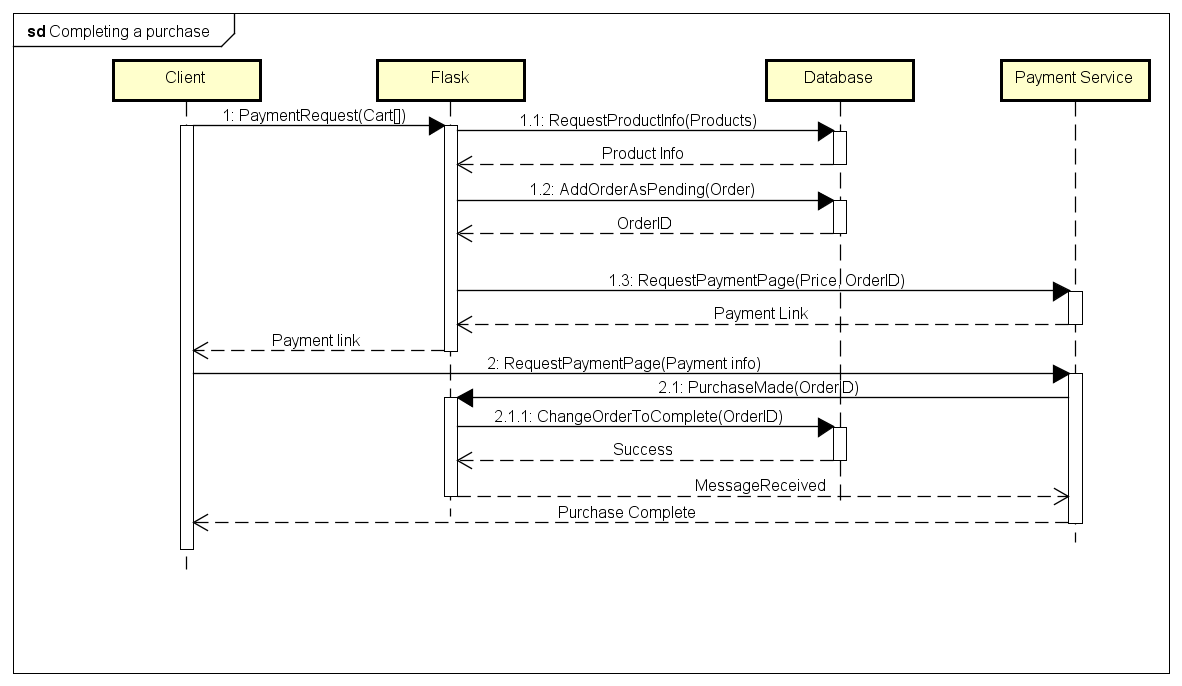 sd Completing a purchase
Client
Flask
Database
Payment Service
1: PaymentRequest(Cart[])
1.1: RequestProductInfo(Products)
Product Info
1.2: AddOrderAsPending(Order)
OrderID
1.3: RequestPaymentPage(Price, OrderID)
Payment Link
Payment link
2: RequestPaymentPage(Payment info)
2.1: PurchaseMade(OrderID)
2.1.1: ChangeOrderToComplete(OrderID)
Success
MessageReceived
Purchase Complete